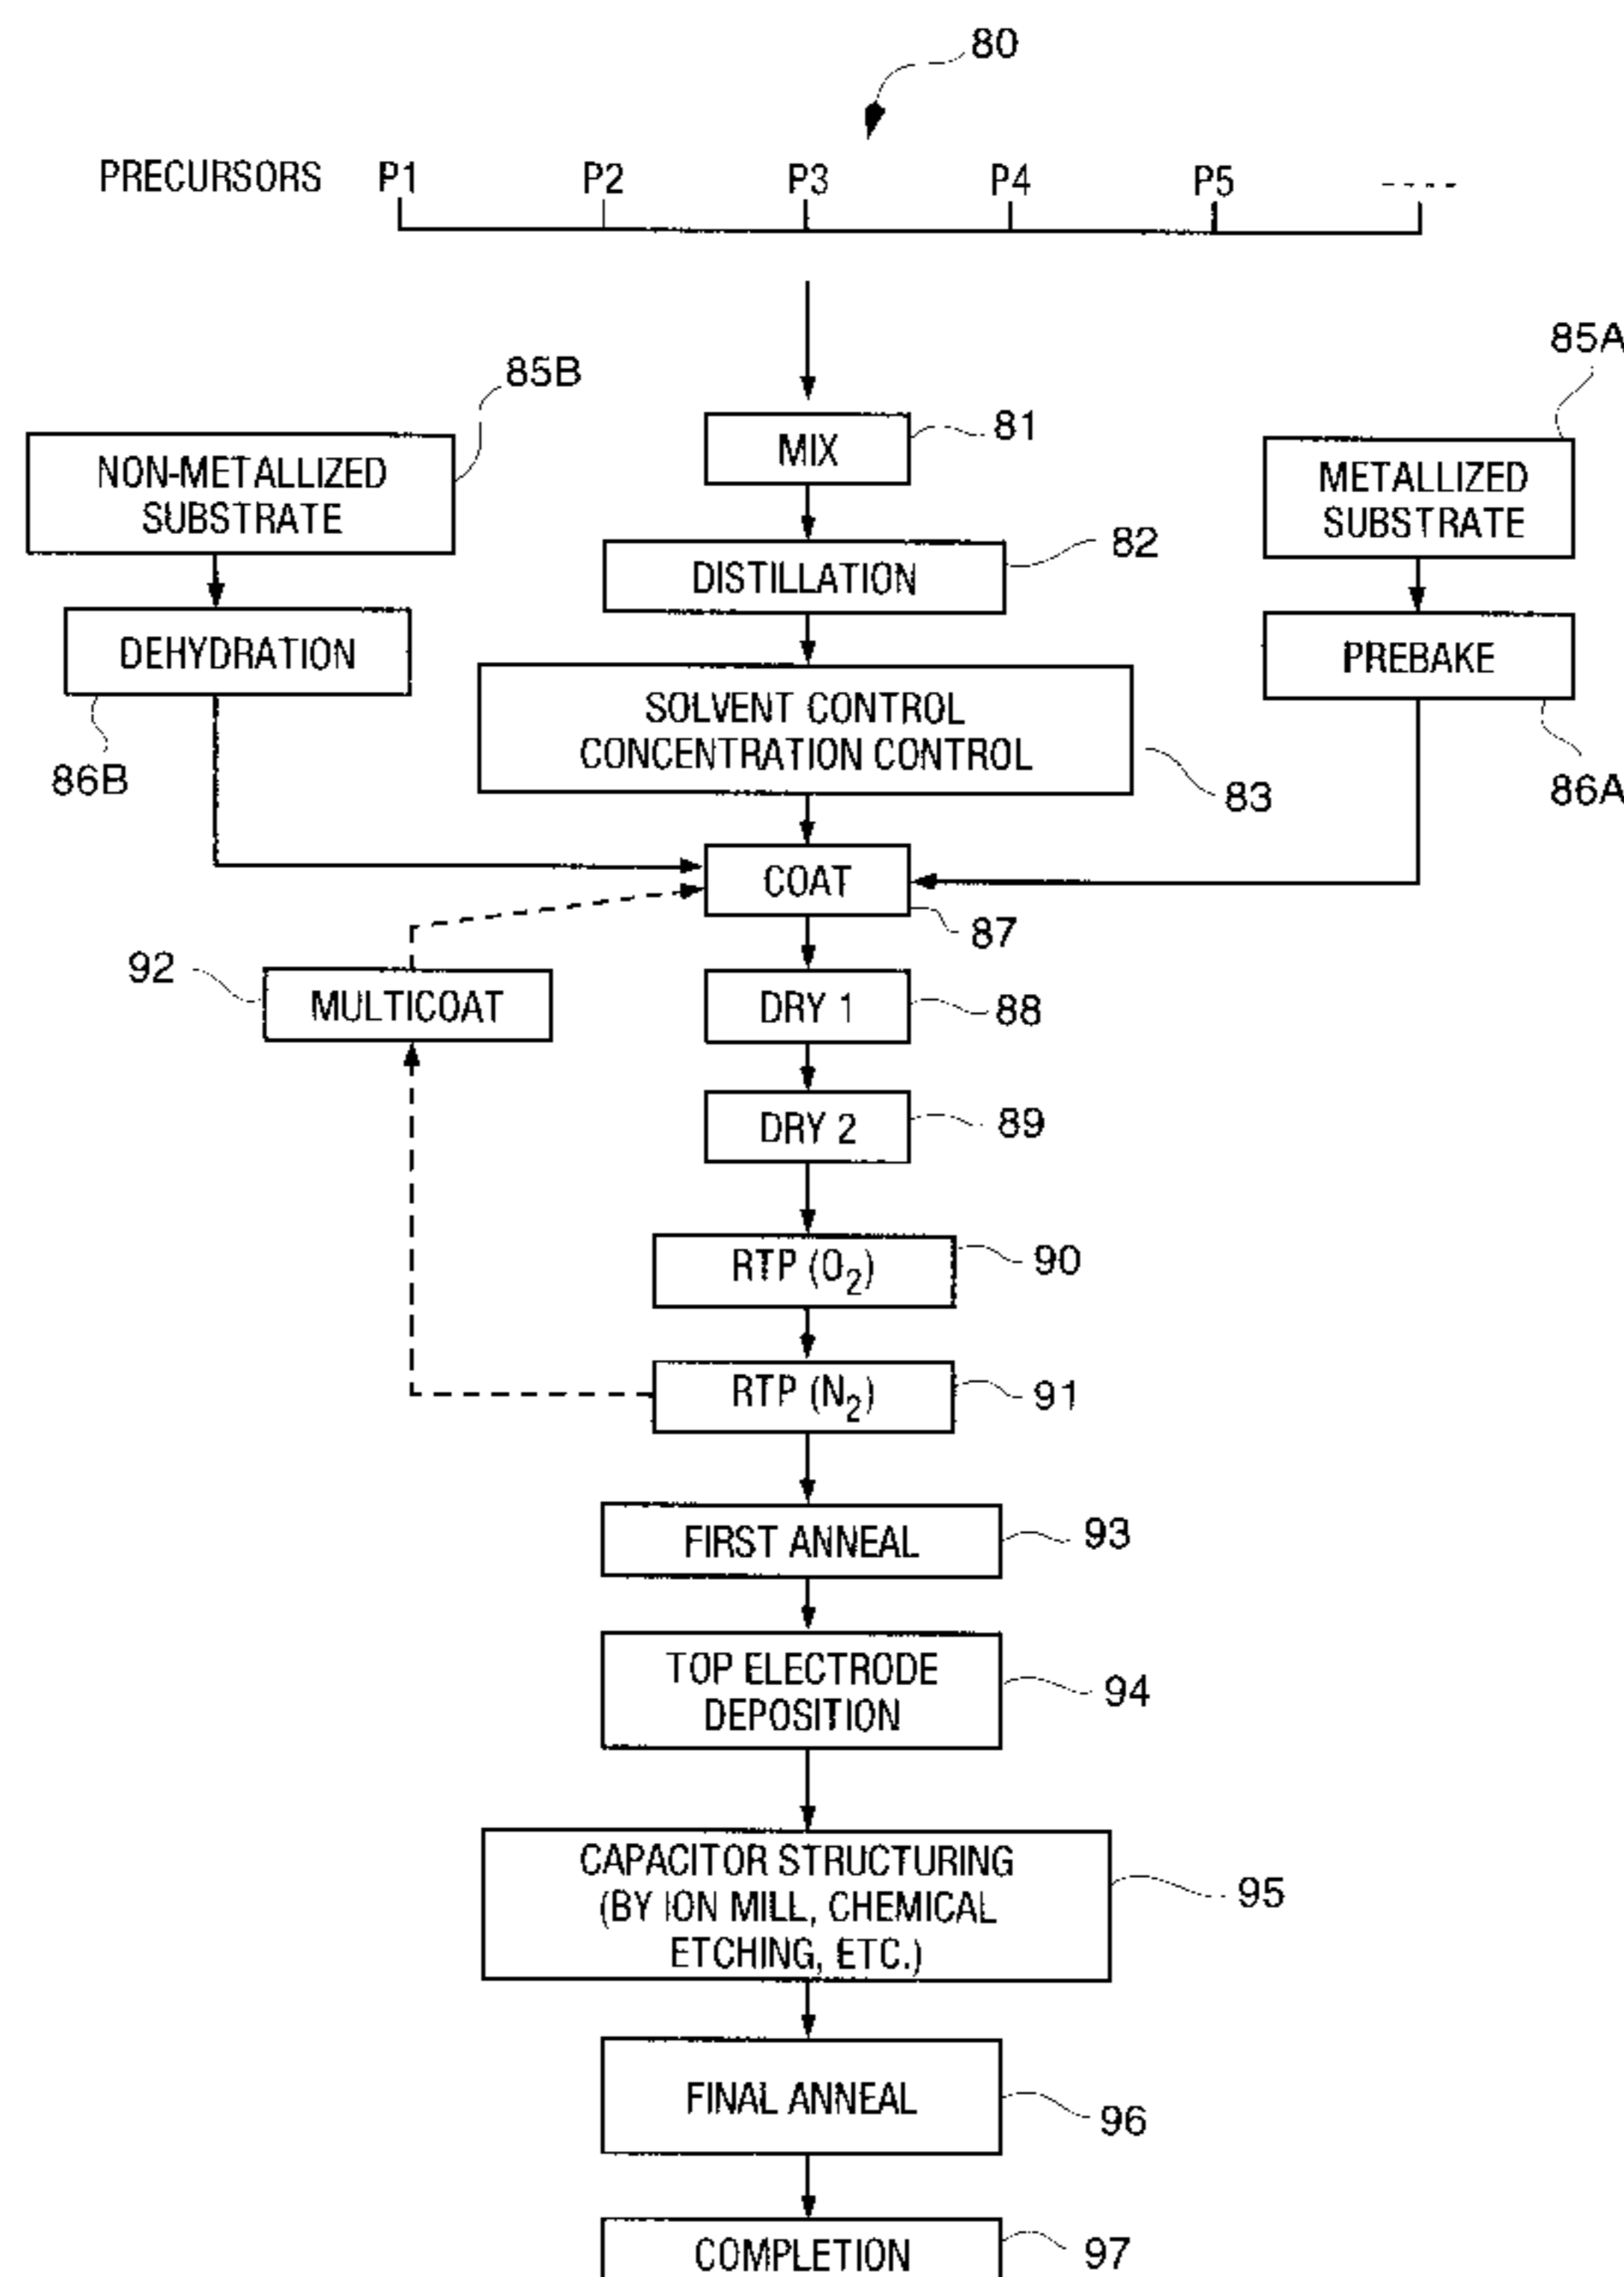 80
PRECURSORS P1 P2 P3 P4 P5 ----
85A
85B
MIX
81
NON-METALLIZED
SUBSTRATE
METALLIZED
SUBSTRATE
DISTILLATION
82
DEHYDRATION
PREBAKE
86B
SOLVENT CONTROL
CONCENTRATION CONTROL
83
86A
COAT
87
92
MULTICOAT
DRY 1
88
DRY 2
89
RTP (O2)
90
RTP (N2)
91
FIRST ANNEAL
93
TOP ELECTRODE
DEPOSITION
94
CAPACITOR STRUCTURING
(BY ION MILL, CHEMICAL
ETCHING, ETC.)
95
FINAL ANNEAL
96
COMPLETION
97